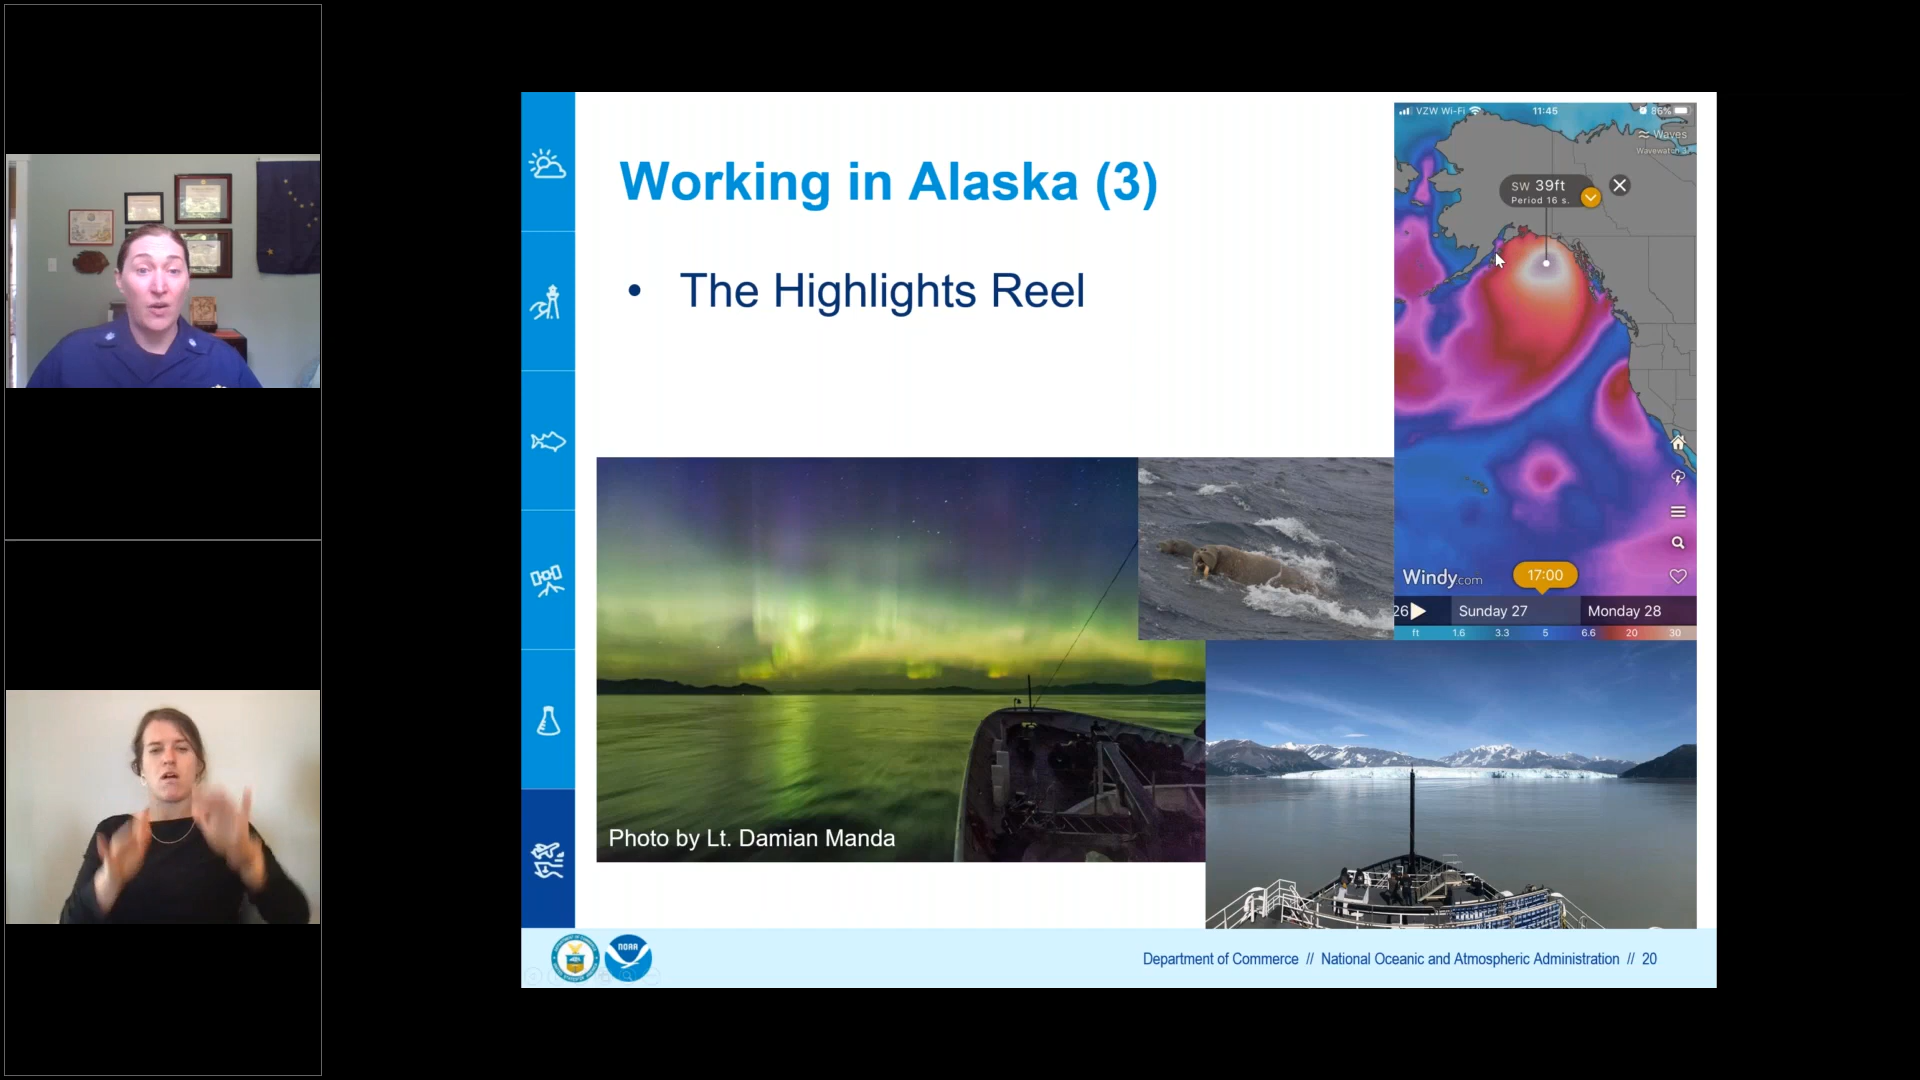 Working in Alaska (3)
• The Highlights Reel
VZW Wi-Fi 11:45 86%
Waves
SW 39ft
Period 16 s.
Windy.com
17:00
26 Sunday 27 Monday 28
ft 1.6 3.3 5 6.6 20 30
Photo by Lt. Damian Manda
NOAA
Department of Commerce // National Oceanic and Atmospheric Administration // 20